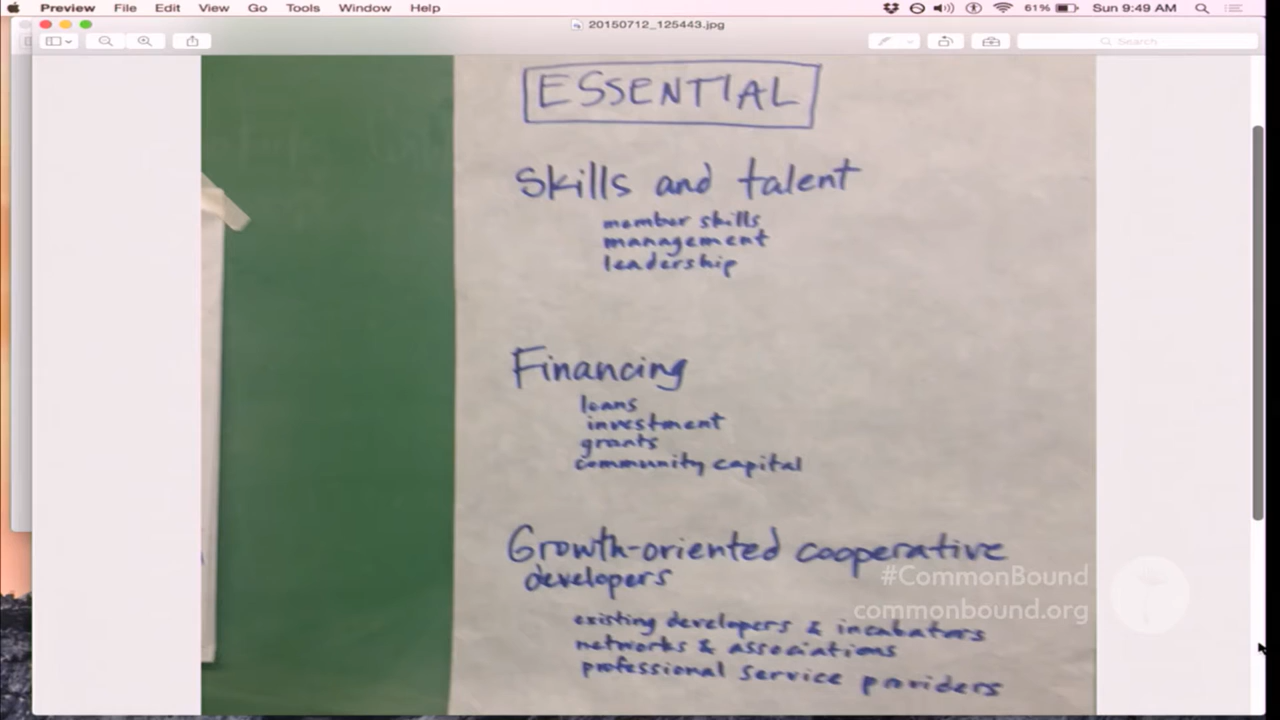 Preview File Edit View Go Tools Window Help 61% Sun 9:49 AM
20150712_125443.jpg
Search
ESSENTIAL
Skills and talent
member skills
management
leadership
Financing
loans
investment
grants
community capital
Growth-oriented cooperative
developers
#CommonBound
commonbound.org
existing developers & incubators
networks & associations
professional service providers